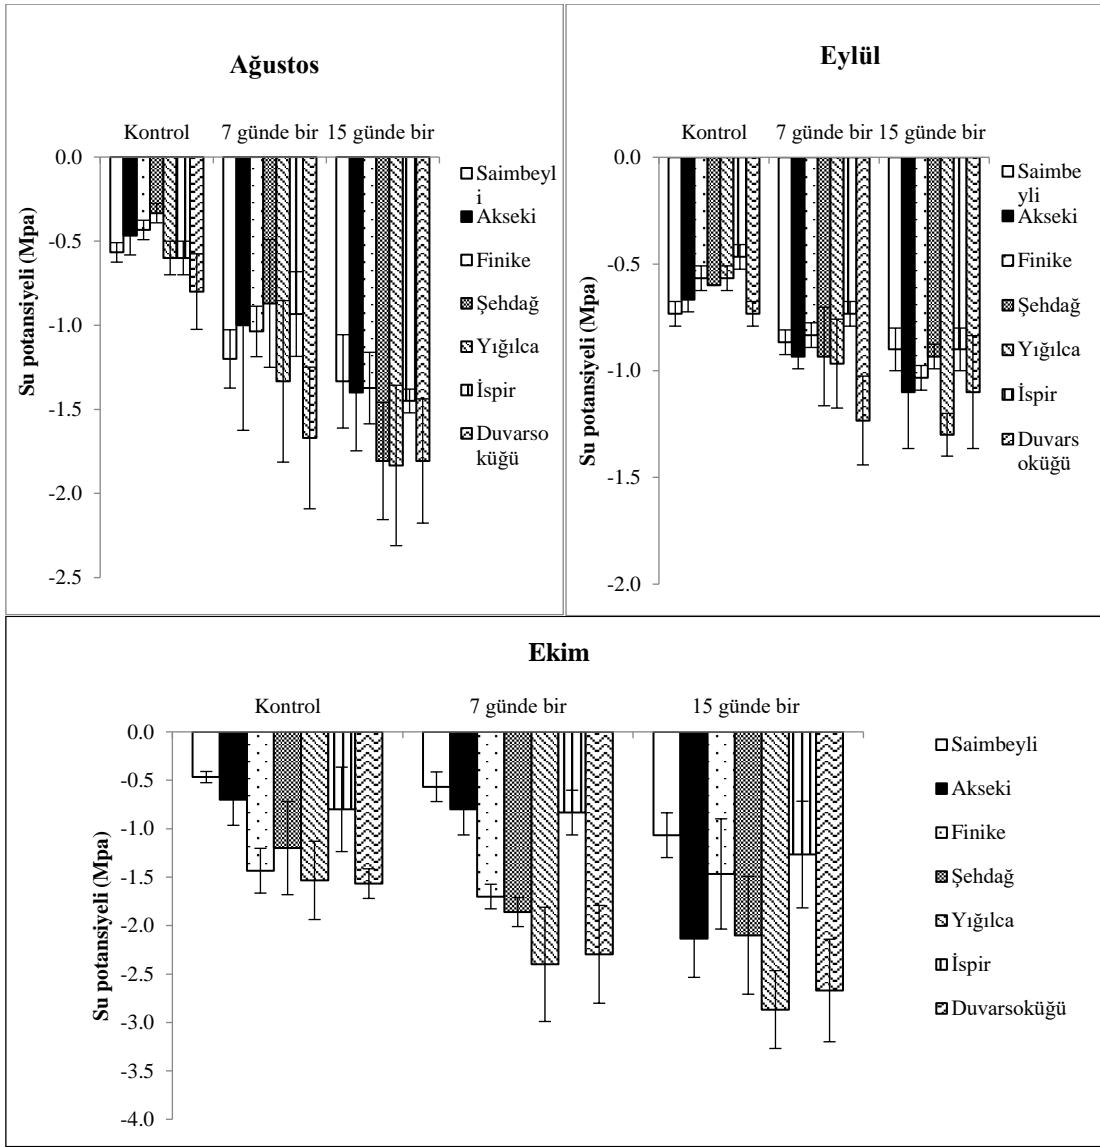 Ağustos
Kontrol 7 günde bir 15 günde bir
Su potansiyeli (Mpa)
0.0
-0.5
-1.0
-1.5
-2.0
-2.5
Saimbeyl
i
Akseki
Finike
Şehdağ
Yığılca
İspir
Duvarso
küğü
Eylül
Kontrol 7 günde bir 15 günde bir
Su potansiyeli (Mpa)
0.0
-0.5
-1.0
-1.5
-2.0
Saimbe
yli
Akseki
Finike
Şehdağ
Yığılca
İspir
Duvars
oküğü
Ekim
Kontrol 7 günde bir 15 günde bir
Su potansiyeli (Mpa)
0.0
-0.5
-1.0
-1.5
-2.0
-2.5
-3.0
-3.5
-4.0
Saimbeyli
Akseki
Finike
Şehdağ
Yığılca
İspir
Duvarsoküğü